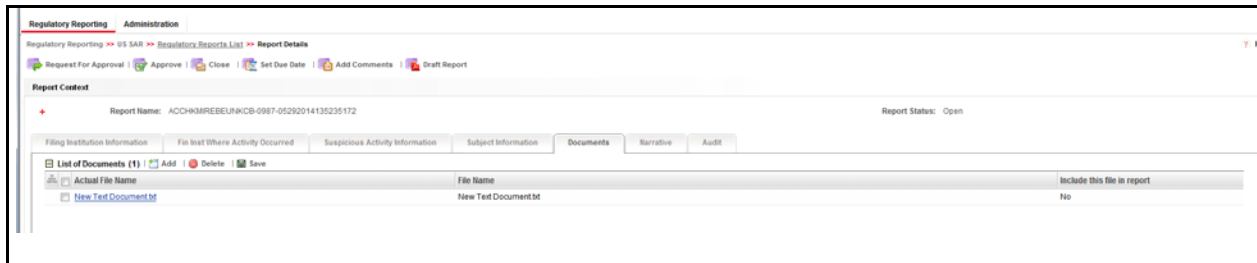 Regulatory Reporting Administration
Regulatory Reporting >> US SAR >> Regulatory Reports List >> Report Details ?
Request For Approval | Approve | Close | Set Due Date | Add Comments | Draft Report
Report Context
+ Report Name: ACCHKMREBEUNKCB-0987-05292014135235172 Report Status: Open
Filing Institution Information Fin Inst Where Activity Occurred Suspicious Activity Information Subject Information Documents Narrative Audit
List of Documents (1) | Add | Delete | Save
Actual File Name File Name Include this file in report
New Text Document.txt New Text Document.txt No